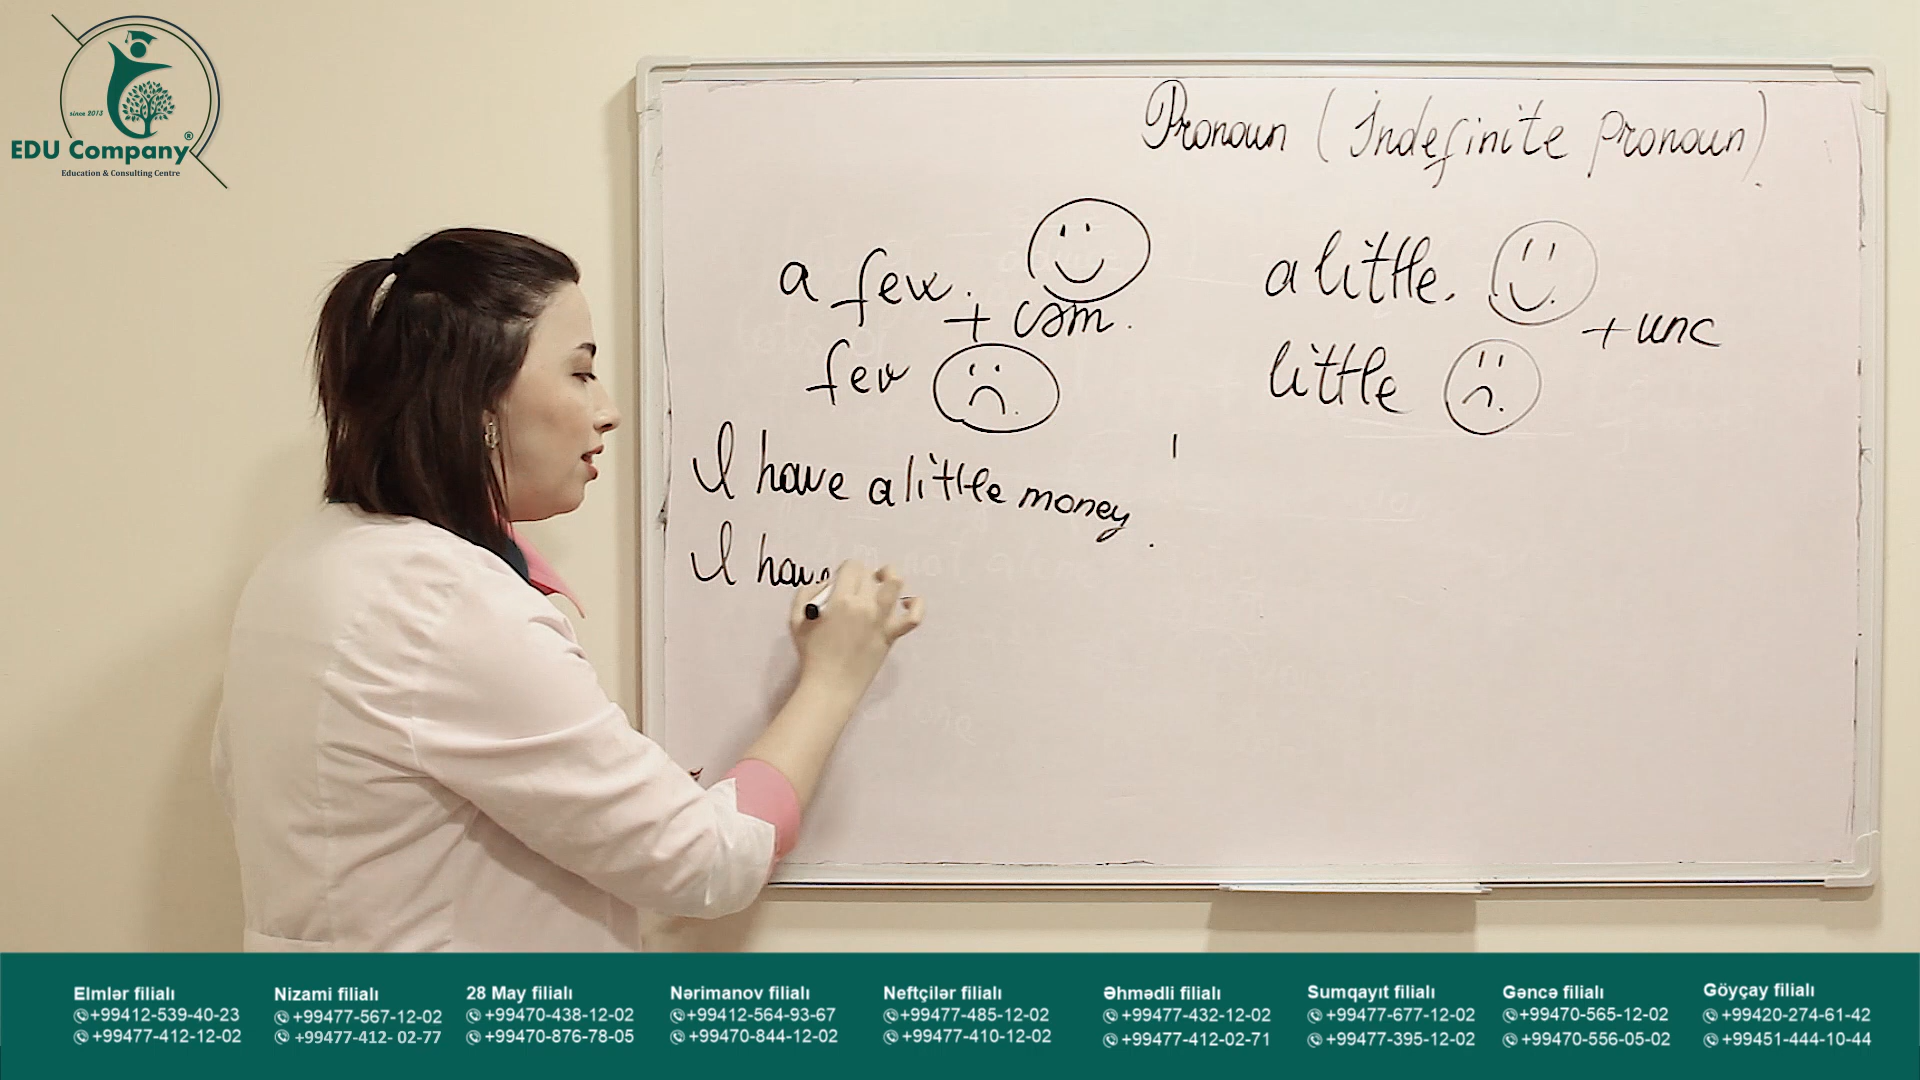 since 2013
EDU Company®
Education & Consulting Centre
Pronoun (İndefinite pronoun).
a few.
+ com.
few
a little.
+ unc
little
I have a little money.
I have
Elmlər filialı
+99412-539-40-23
+99477-412-12-02
Nizami filialı
+99477-567-12-02
+99477-412- 02-77
28 May filialı
+99470-438-12-02
+99470-876-78-05
Nərimanov filialı
+99412-564-93-67
+99470-844-12-02
Neftçilər filialı
+99477-485-12-02
+99477-410-12-02
Əhmədli filialı
+99477-432-12-02
+99477-412-02-71
Sumqayıt filialı
+99477-677-12-02
+99477-395-12-02
Gəncə filialı
+99470-565-12-02
+99470-556-05-02
Göyçay filialı
+99420-274-61-42
+99451-444-10-44